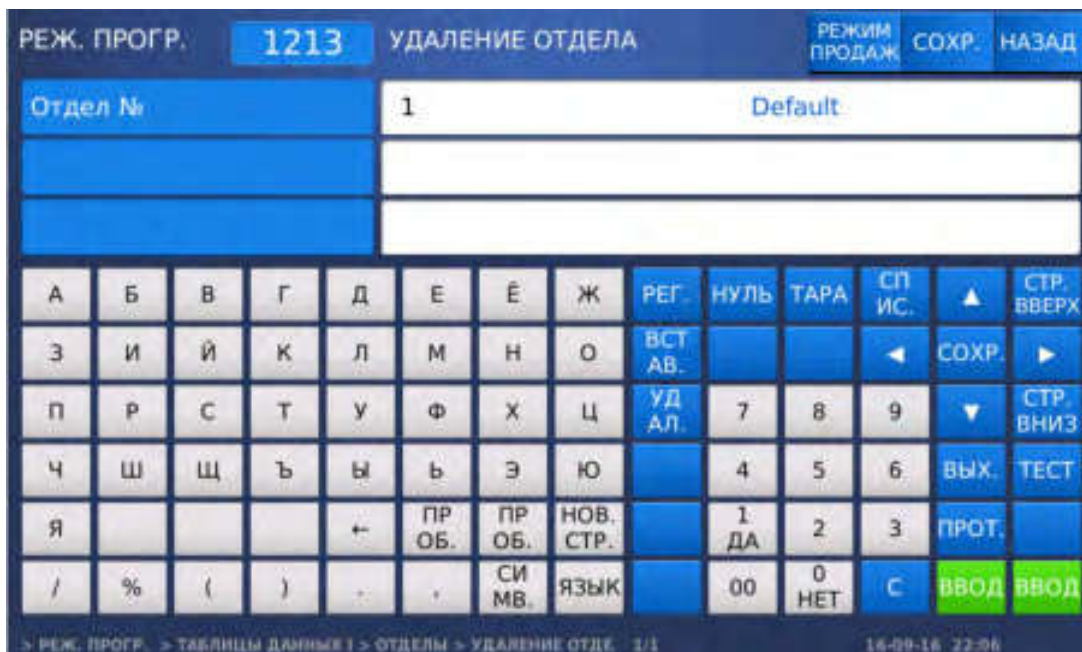 РЕЖ. ПРОГР. 1213 УДАЛЕНИЕ ОТДЕЛА РЕЖИМ ПРОДАЖ СОХР. НАЗАД
Отдел № 1 Default
А Б В Г Д Е Ё Ж РЕГ. НУЛЬ ТАРА СП ИС. ▲ СТР. ВВЕРХ
З И Й К Л М Н О ВСТ АВ. ◀ СОХР. ▶
П Р С Т У Ф Х Ц УД АЛ. 7 8 9 ▼ СТР. ВНИЗ
Ч Ш Щ Ъ Ы Ь Э Ю 4 5 6 ВЫХ. ТЕСТ
Я ← ПР ОБ. ПР ОБ. НОВ. СТР. 1 ДА 2 3 ПРОТ.
/ % ( ) . , СИ МВ. ЯЗЫК 00 0 НЕТ С ВВОД ВВОД
> РЕЖ. ПРОГР. > ТАБЛИЦЫ ДАННЫХ I > ОТДЕЛЫ > УДАЛЕНИЕ ОТДЕ 1/1 16-09-16 22:06